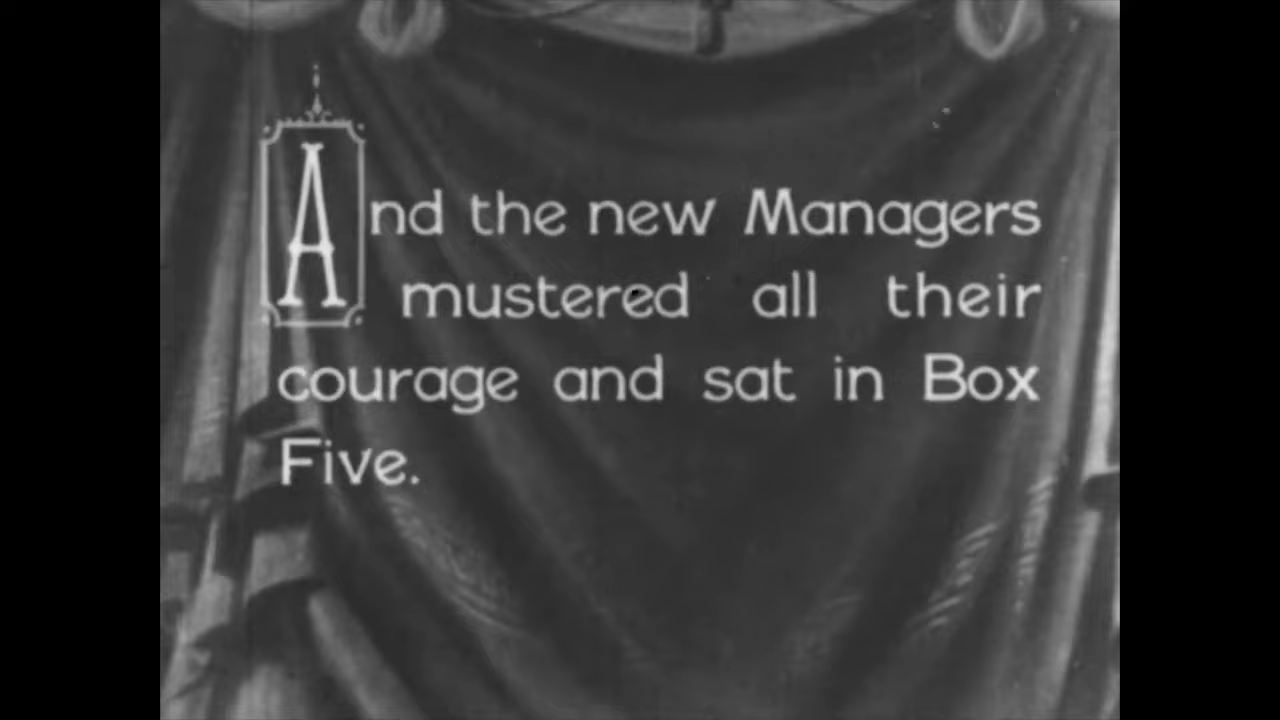 And the new Managers
mustered all their
courage and sat in Box
Five.